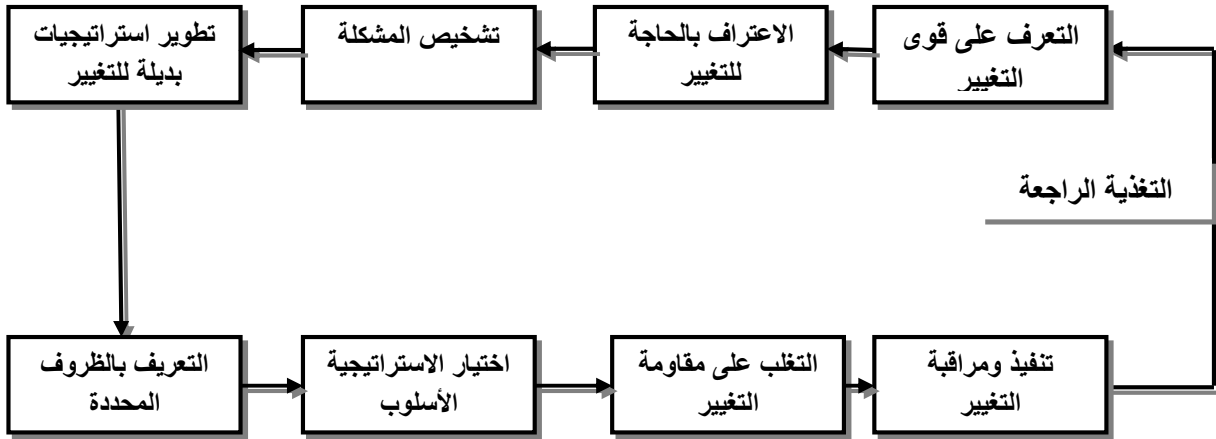 التعرف على قوى
التغيير
الاعتراف بالحاجة
للتغيير
تشخيص المشكلة
تطوير استراتيجيات
بديلة للتغيير
التغذية الراجعة
التعريف بالظروف
المحددة
اختيار الاستراتيجية
الأسلوب
التغلب على مقاومة
التغيير
تنفيذ ومراقبة
التغيير